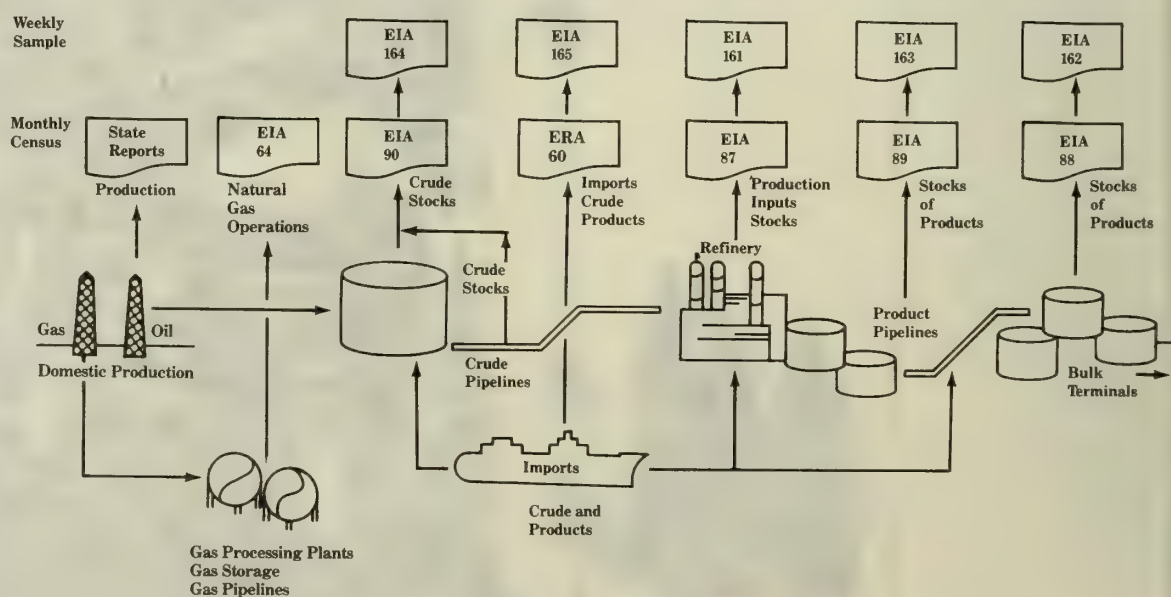 Weekly
Sample
EIA
164
EIA
165
EIA
161
EIA
163
EIA
162
Monthly
Census
State
Reports
EIA
64
EIA
90
ERA
60
EIA
87
EIA
89
EIA
88
Production
Natural
Gas
Operations
Crude
Stocks
Imports
Crude
Products
Production
Inputs
Stocks
Stocks
of
Products
Stocks
of
Products
Refinery
Crude
Stocks
Gas
Oil
Product
Pipelines
Domestic Production
Crude
Pipelines
Bulk
Terminals
Imports
Crude and
Products
Gas Processing Plants
Gas Storage
Gas Pipelines